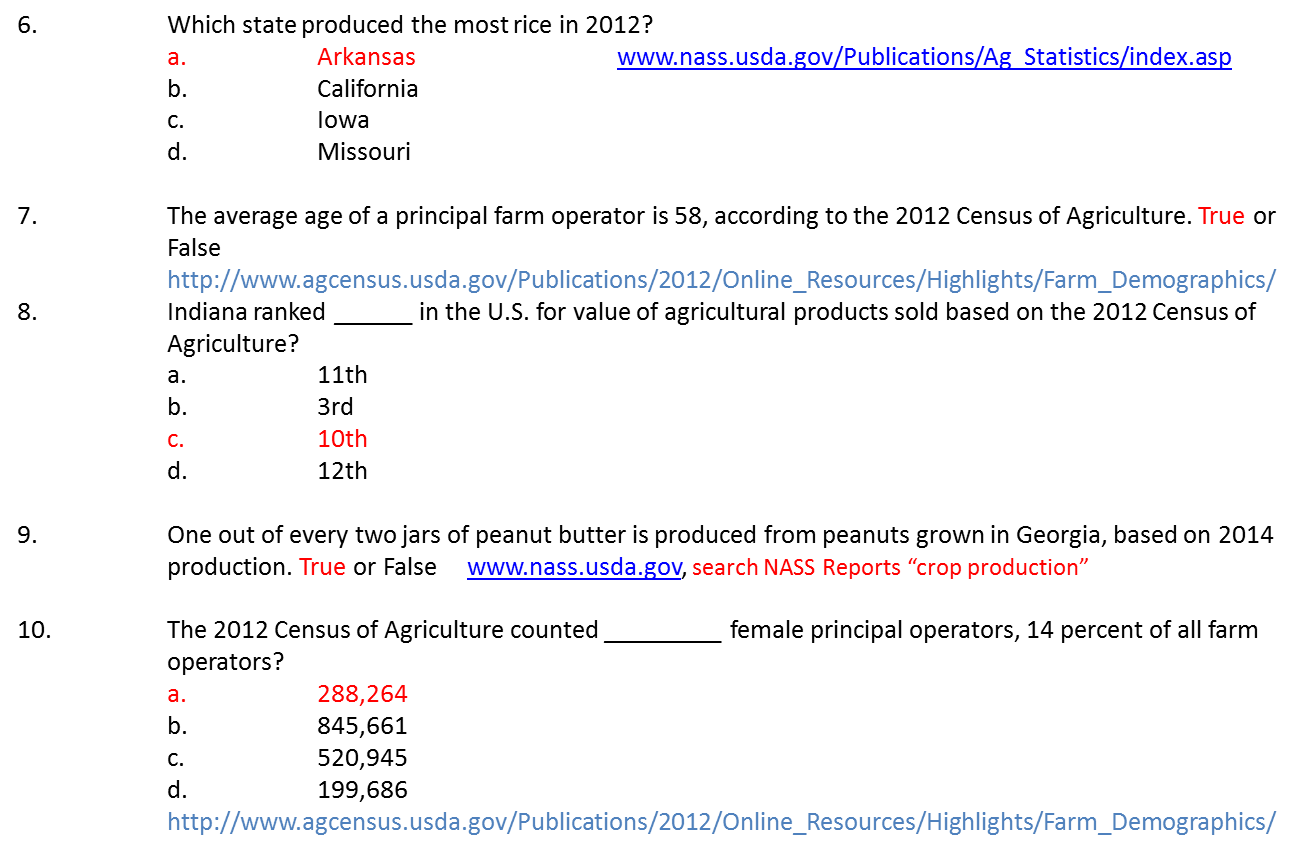 6. Which state produced the most rice in 2012?
a. Arkansas www.nass.usda.gov/Publications/Ag_Statistics/index.asp
b. California
c. Iowa
d. Missouri
7. The average age of a principal farm operator is 58, according to the 2012 Census of Agriculture. True or
False
http://www.agcensus.usda.gov/Publications/2012/Online_Resources/Highlights/Farm_Demographics/
8. Indiana ranked ______ in the U.S. for value of agricultural products sold based on the 2012 Census of
Agriculture?
a. 11th
b. 3rd
c. 10th
d. 12th
9. One out of every two jars of peanut butter is produced from peanuts grown in Georgia, based on 2014
production. True or False www.nass.usda.gov, search NASS Reports “crop production”
10. The 2012 Census of Agriculture counted _________ female principal operators, 14 percent of all farm
operators?
a. 288,264
b. 845,661
c. 520,945
d. 199,686
http://www.agcensus.usda.gov/Publications/2012/Online_Resources/Highlights/Farm_Demographics/